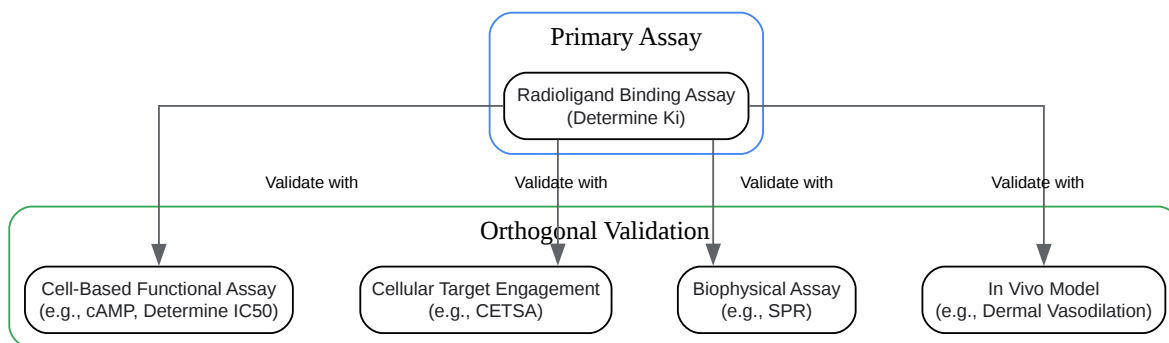 Primary Assay
Radioligand Binding Assay
(Determine Ki)
Validate with
Validate with
Validate with
Validate with
Orthogonal Validation
Cell-Based Functional Assay
(e.g., cAMP, Determine IC50)
Cellular Target Engagement
(e.g., CETSA)
Biophysical Assay
(e.g., SPR)
In Vivo Model
(e.g., Dermal Vasodilation)